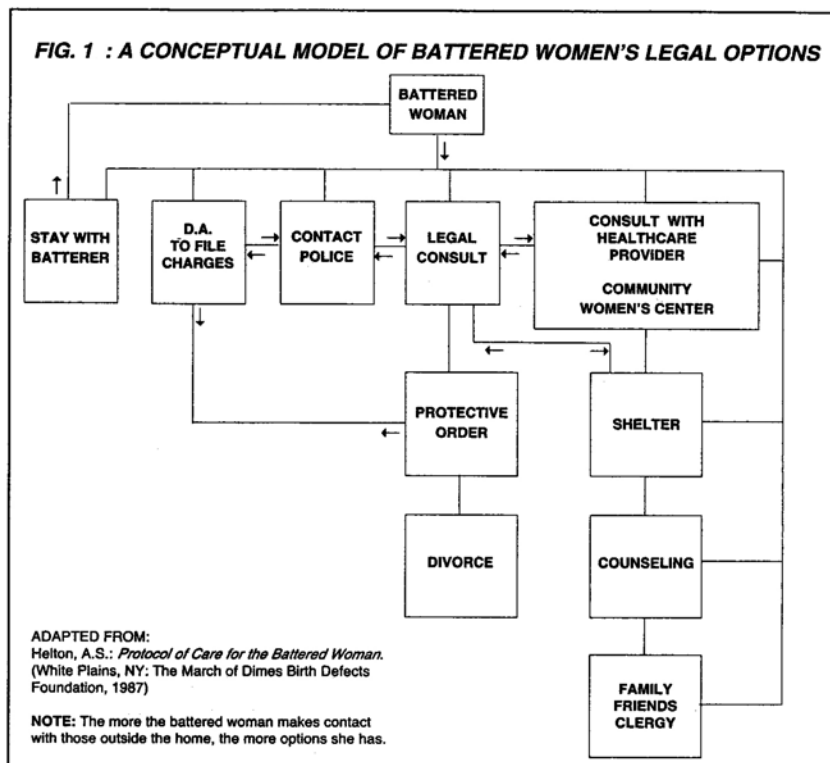 FIG. 1 : A CONCEPTUAL MODEL OF BATTERED WOMEN'S LEGAL OPTIONS
BATTERED
WOMAN
STAY WITH
BATTERER
D.A.
TO FILE
CHARGES
CONTACT
POLICE
LEGAL
CONSULT
CONSULT WITH
HEALTHCARE
PROVIDER
COMMUNITY
WOMEN'S CENTER
PROTECTIVE
ORDER
SHELTER
DIVORCE
COUNSELING
FAMILY
FRIENDS
CLERGY
ADAPTED FROM:
Helton, A.S.: Protocol of Care for the Battered Woman.
(White Plains, NY: The March of Dimes Birth Defects
Foundation, 1987)
NOTE: The more the battered woman makes contact
with those outside the home, the more options she has.